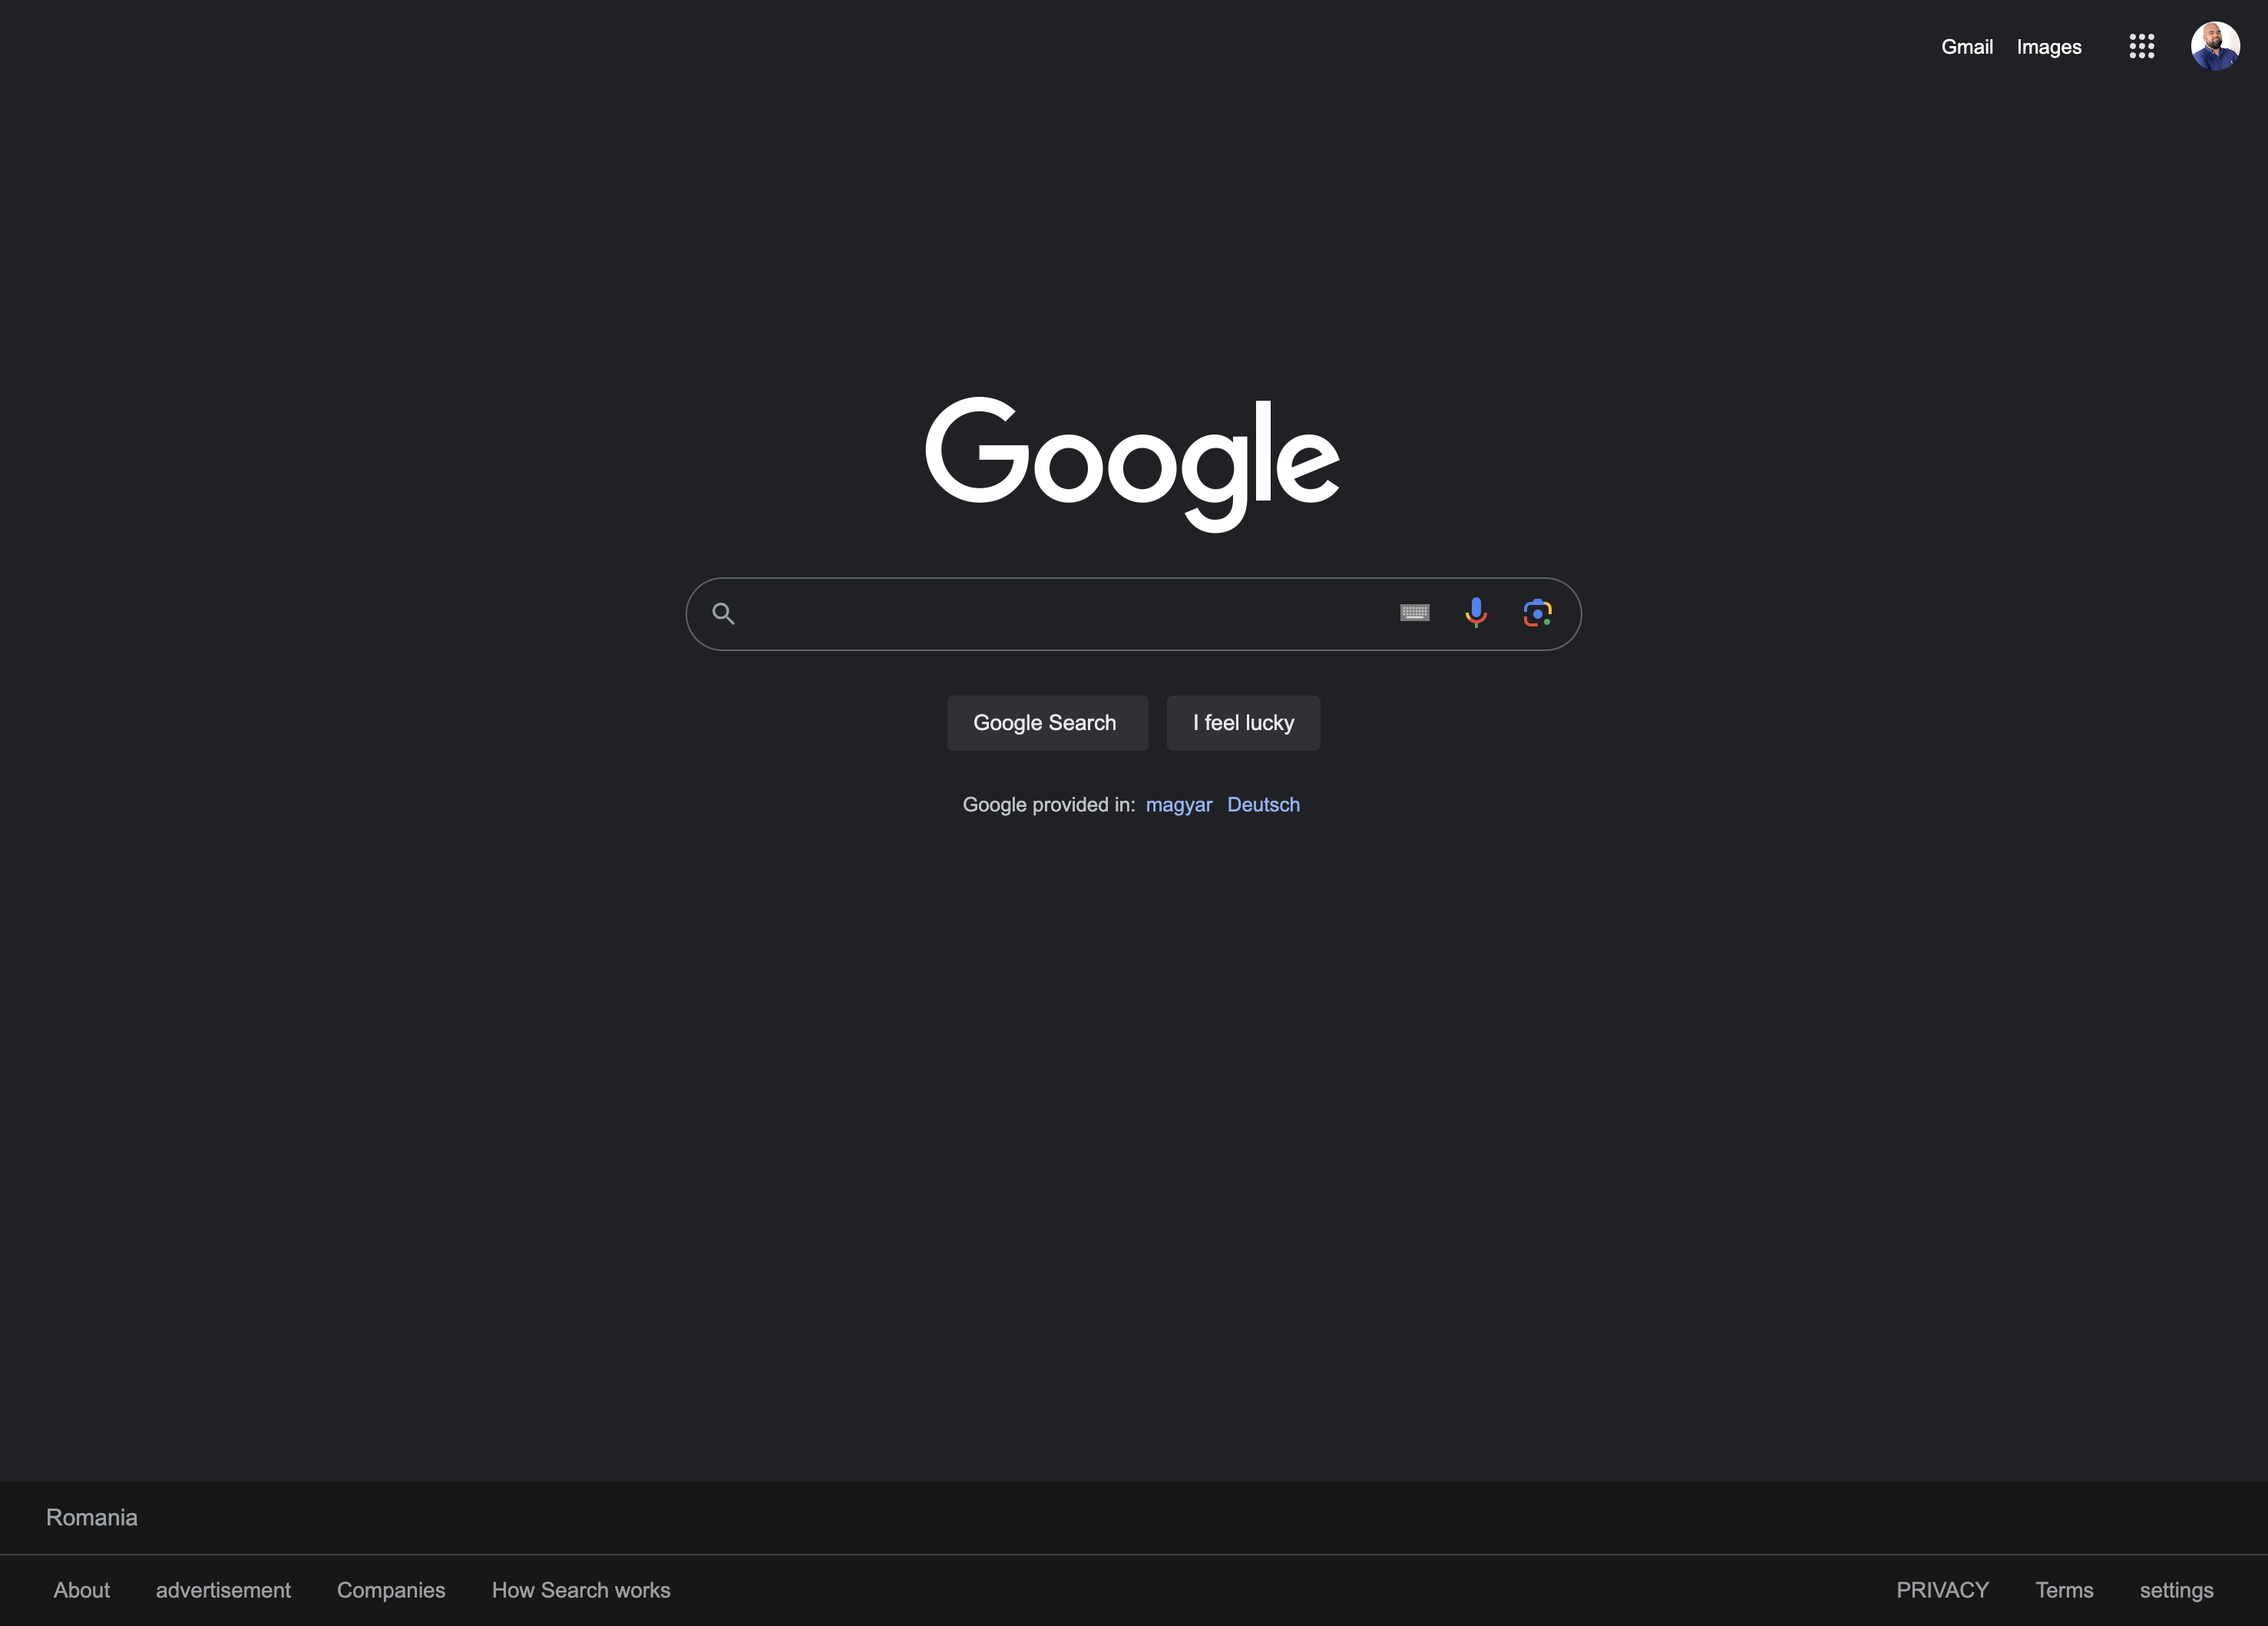 Gmail Images
Google
Google Search I feel lucky
Google provided in: magyar Deutsch
Romania
About advertisement Companies How Search works PRIVACY Terms settings